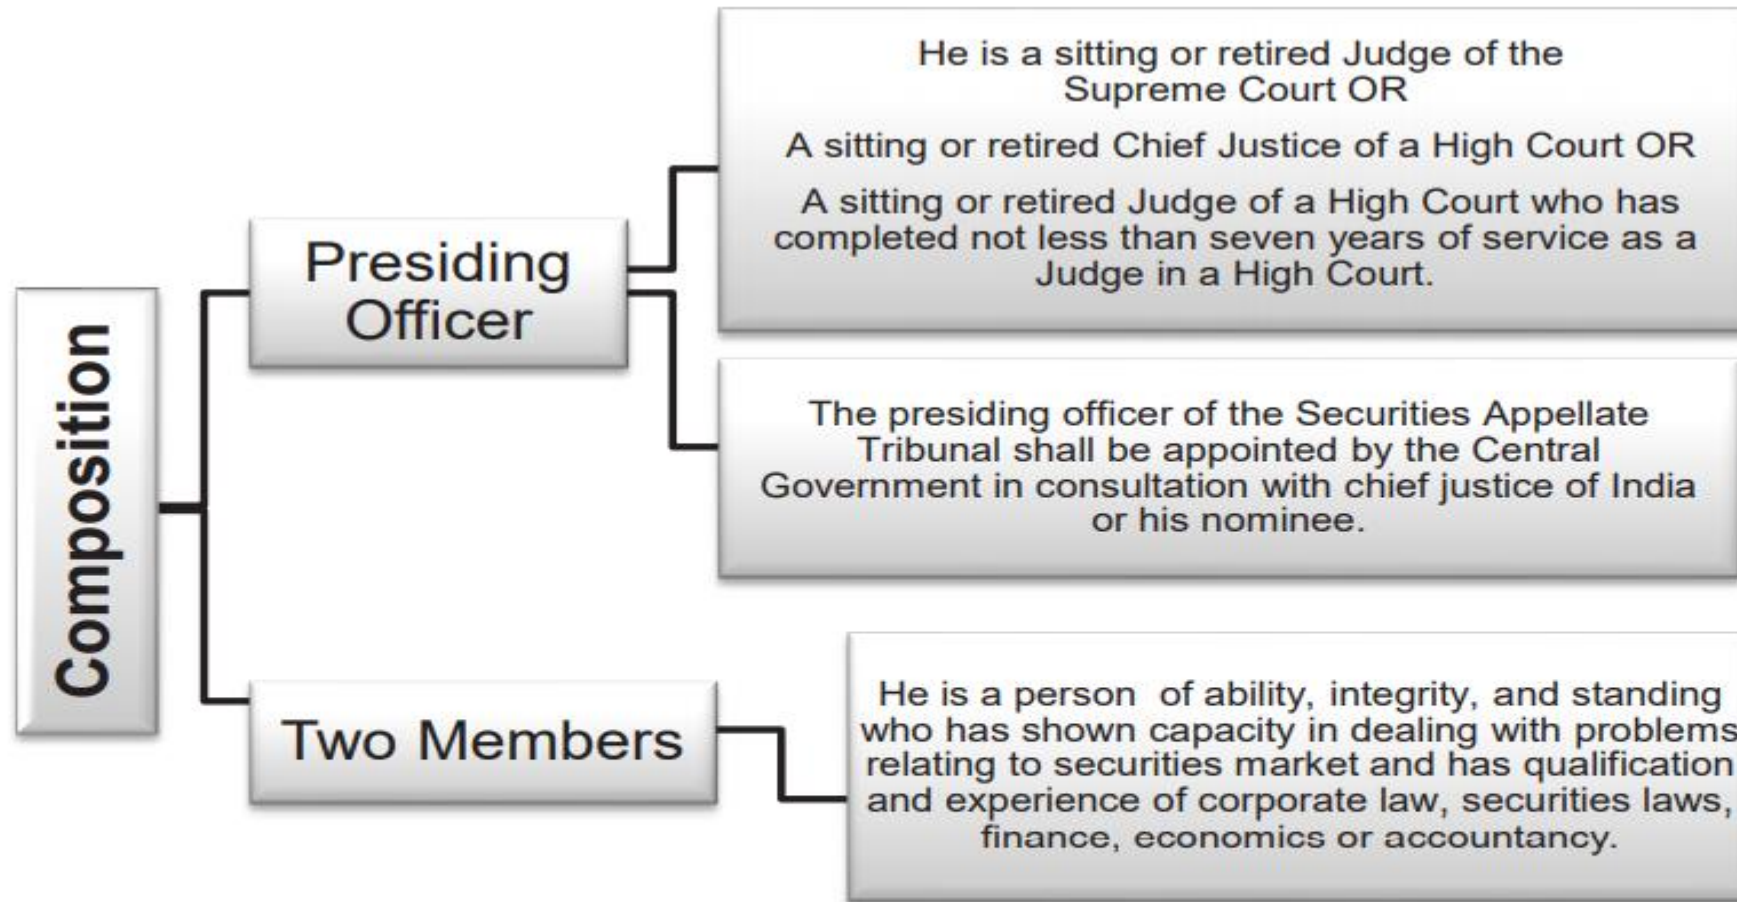 Composition
Presiding
Officer
He is a sitting or retired Judge of the
Supreme Court OR
A sitting or retired Chief Justice of a High Court OR
A sitting or retired Judge of a High Court who has
completed not less than seven years of service as a
Judge in a High Court.
The presiding officer of the Securities Appellate
Tribunal shall be appointed by the Central
Government in consultation with chief justice of India
or his nominee.
Two Members
He is a person of ability, integrity, and standing
who has shown capacity in dealing with problems
relating to securities market and has qualification
and experience of corporate law, securities laws,
finance, economics or accountancy.